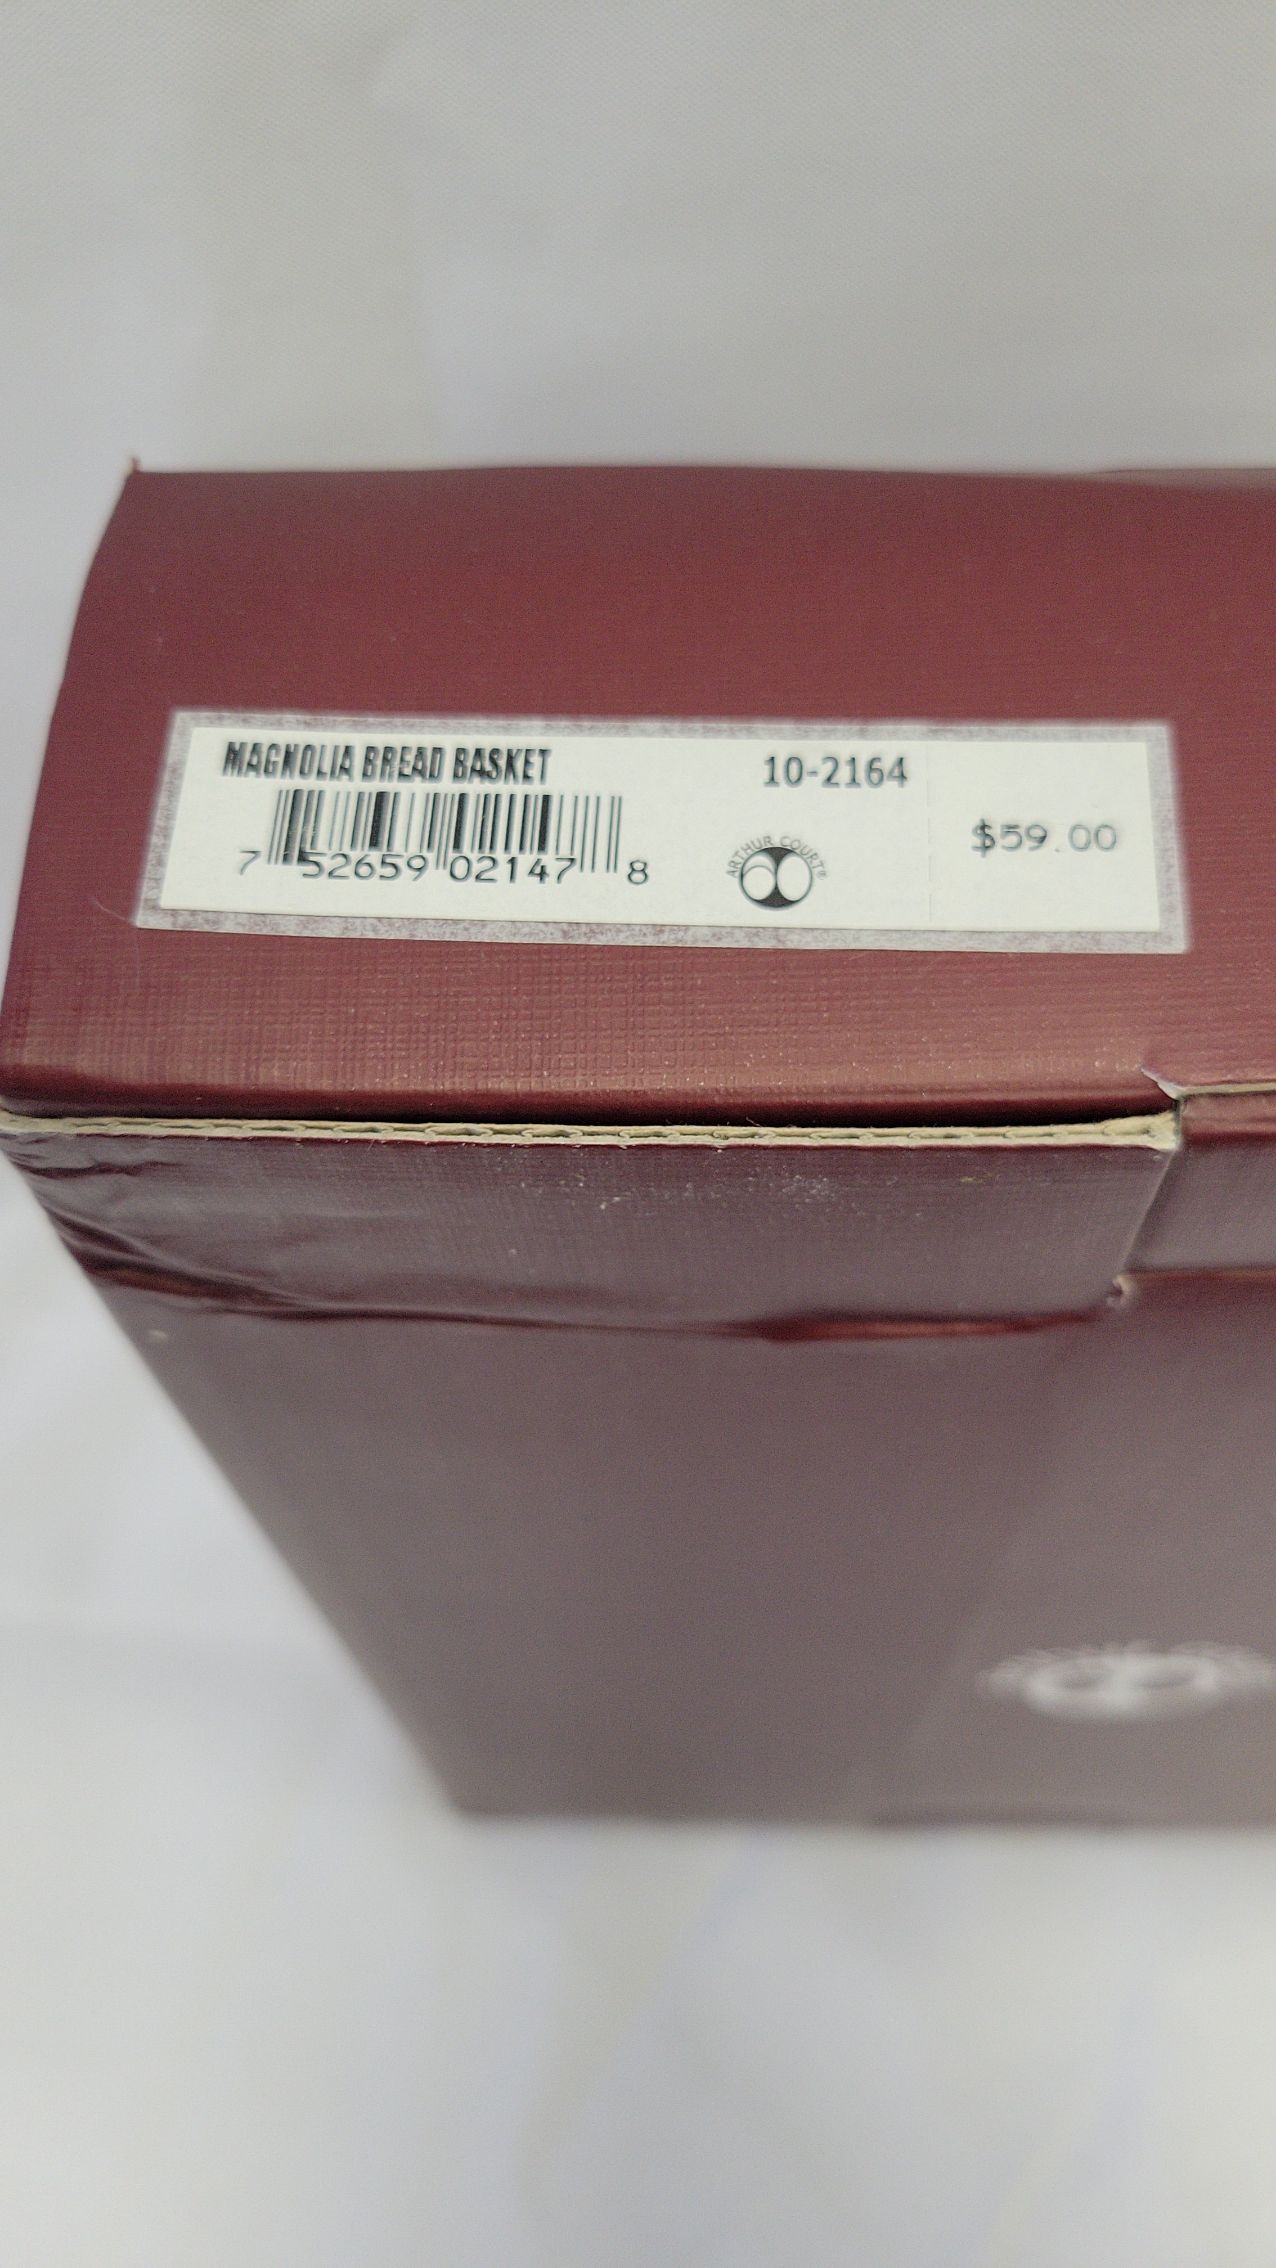 MAGNOLIA BREAD BASKET
10-2164
$59.00
7 52659 02147 8
ARTHUR COURT®